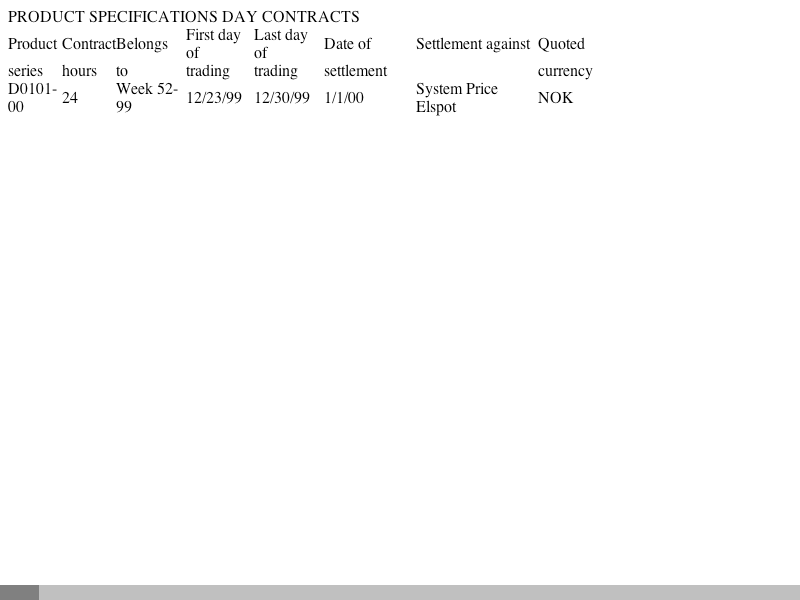 PRODUCT SPECIFICATIONS DAY CONTRACTS
Product Contract Belongs First day of Last day of Date of Settlement against Quoted
series hours to trading trading settlement currency
D0101-00 24 Week 52-99 12/23/99 12/30/99 1/1/00 System Price Elspot NOK